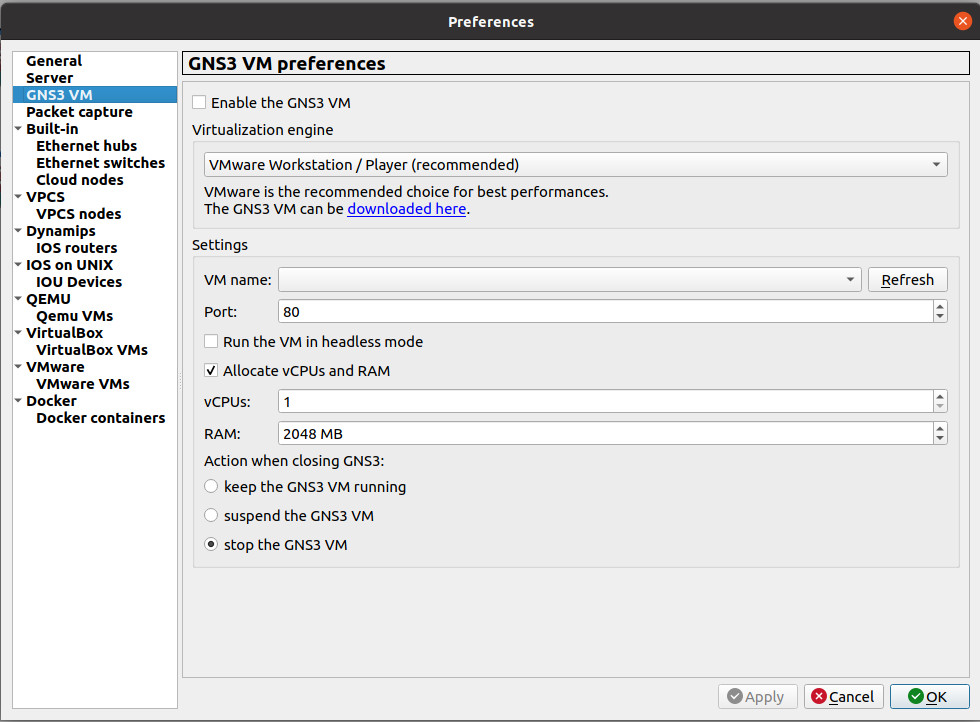 Preferences
General
Server
GNS3 VM
Packet capture
Built-in
Ethernet hubs
Ethernet switches
Cloud nodes
VPCS
VPCS nodes
Dynamips
IOS routers
IOS on UNIX
IOU Devices
QEMU
Qemu VMs
VirtualBox
VirtualBox VMs
VMware
VMware VMs
Docker
Docker containers
GNS3 VM preferences
Enable the GNS3 VM
Virtualization engine
VMware Workstation / Player (recommended)
VMware is the recommended choice for best performances.
The GNS3 VM can be downloaded here.
Settings
VM name:
Refresh
Port: 80
Run the VM in headless mode
Allocate vCPUs and RAM
vCPUs: 1
RAM: 2048 MB
Action when closing GNS3:
keep the GNS3 VM running
suspend the GNS3 VM
stop the GNS3 VM
Apply Cancel OK